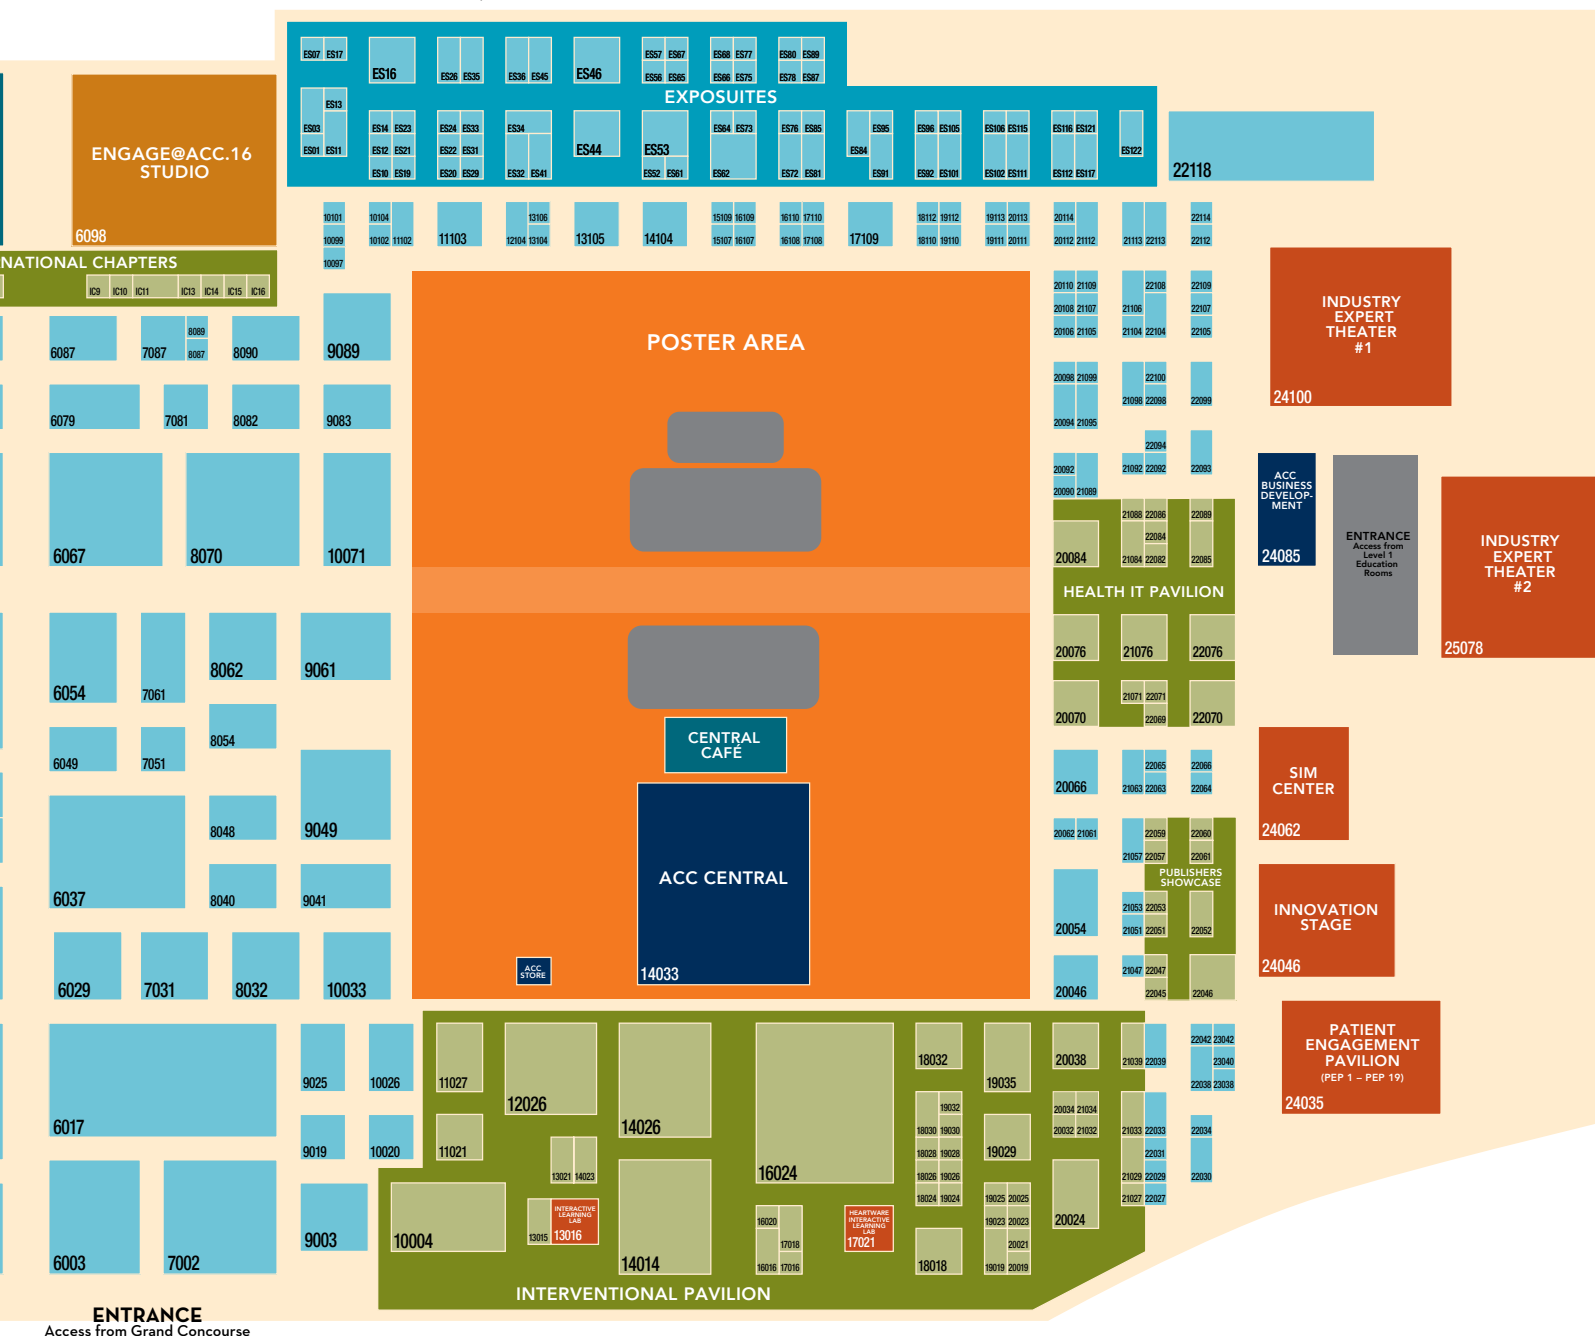 ES07 ES17
ES16
ES26 ES35
ES36 ES45
ES46
ES57 ES67
ES56 ES65
ES68 ES77
ES66 ES75
ES80 ES89
ES78 ES87
EXPOSUITES
ES13
ES03
ES01 ES11
ES14 ES23
ES12 ES21
ES10 ES19
ES24 ES33
ES22 ES31
ES20 ES29
ES34
ES32 ES41
ES44
ES53
ES52 ES61
ES64 ES73
ES62
ES76 ES85
ES72 ES81
ES95
ES84
ES91
ES96 ES105
ES92 ES101
ES106 ES115
ES102 ES111
ES116 ES121
ES112 ES117
ES122
22118
ENGAGE@ACC.16
STUDIO
6098
NATIONAL CHAPTERS
IC9 IC10 IC11 IC13 IC14 IC15 IC16
10101
10099
10097
10104
10102 11102
11103
13106
12104 13104
13105
14104
15109 16109
15107 16107
16110 17110
16108 17108
17109
18112 19112
18110 19110
19113 20113
19111 20111
20114
20112 21112
21113 22113
22114
22112
6087
7087
8089
8087
8090
9089
6079
7081
8082
9083
6067
8070
10071
POSTER AREA
20110 21109
20108 21107
20106 21105
22108
21106
21104 22104
22109
22107
22105
20098 21099
20094 21095
22100
21098 22098
22099
22094
21092 22092
22093
20092
20090 21089
INDUSTRY
EXPERT
THEATER
#1
24100
ACC
BUSINESS
DEVELOP-
MENT
24085
ENTRANCE
Access from
Level 1
Education
Rooms
INDUSTRY
EXPERT
THEATER
#2
25078
21088 22086
22084
21084 22082
22089
22085
20084
HEALTH IT PAVILION
20076
21076
22076
20070
21071 22071
22069
22070
6054
7061
8062
9061
8054
6049
7051
8048
9049
6037
8040
9041
6029
7031
8032
10033
CENTRAL
CAFÉ
ACC CENTRAL
14033
ACC
STORE
20066
22065
21063 22063
22066
22064
20062 21061
22059
21057 22057
22060
22061
PUBLISHERS
SHOWCASE
20054
21053 22053
21051 22051
22052
20046
21047 22047
22045
22046
SIM
CENTER
24062
INNOVATION
STAGE
24046
PATIENT
ENGAGEMENT
PAVILION
(PEP 1 – PEP 19)
24035
6017
9025
10026
9019
10020
6003
7002
9003
11027
12026
14026
11021
13021 14023
10004
13015
INTERACTIVE
LEARNING
LAB
13016
14014
16024
16020
17018
16016 17016
HEARTWARE
INTERACTIVE
LEARNING
LAB
17021
18032
19032
18030 19030
18028 19028
18026 19026
18024 19024
18018
19035
19029
19025 20025
19023 20023
20021
19019 20019
20038
20034 21034
20032 21032
20024
21039 22039
21033 22033
22031
21029 22029
21027 22027
22042 23042
23040
22038 23038
22034
22030
INTERVENTIONAL PAVILION
ENTRANCE
Access from Grand Concourse